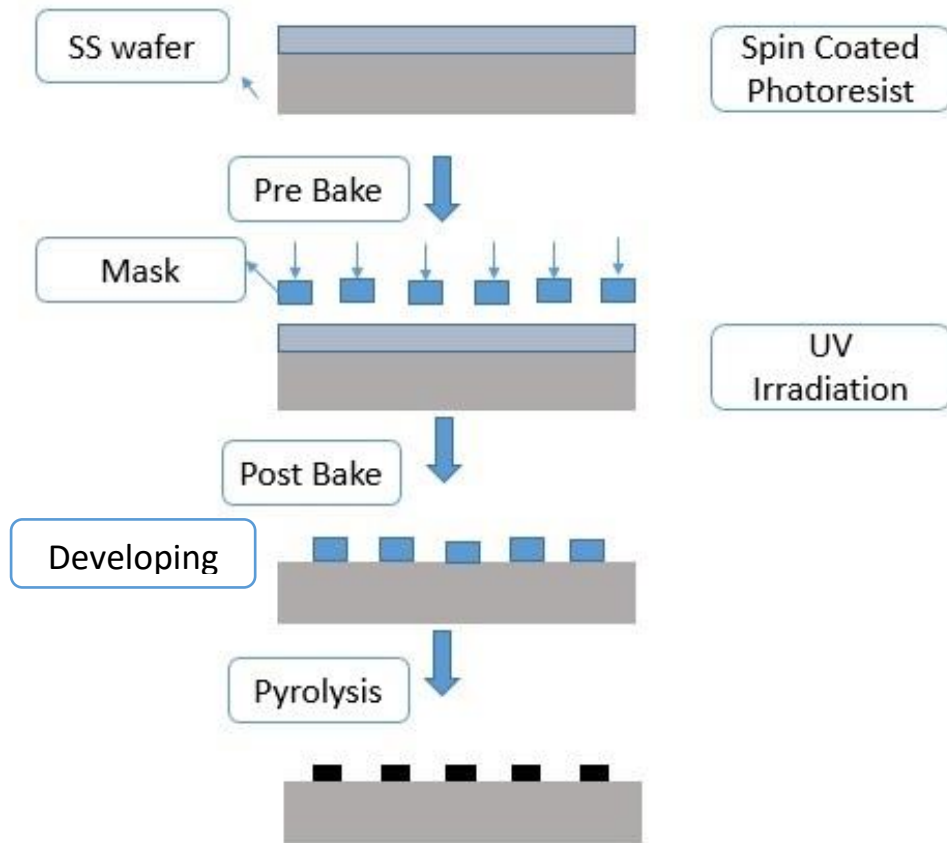 SS wafer
Spin Coated
Photoresist
Pre Bake
Mask
UV
Irradiation
Post Bake
Developing
Pyrolysis